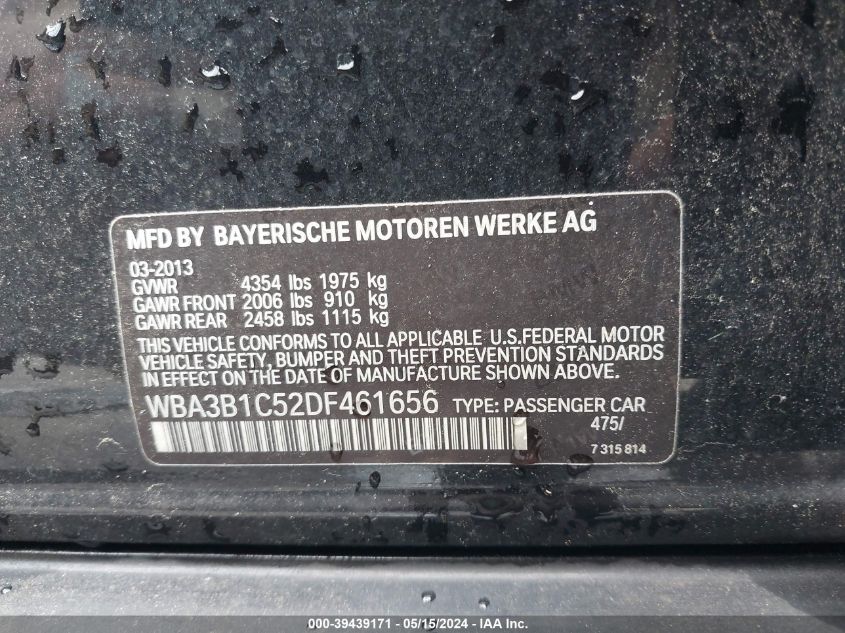 MFD BY BAYERISCHE MOTOREN WERKE AG
03-2013
GVWR 4354 lbs 1975 kg
GAWR FRONT 2006 lbs 910 kg
GAWR REAR 2458 lbs 1115 kg
THIS VEHICLE CONFORMS TO ALL APPLICABLE U.S.FEDERAL MOTOR
VEHICLE SAFETY, BUMPER AND THEFT PREVENTION STANDARDS
IN EFFECT ON THE DATE OF MANUFACTURE SHOWN ABOVE.
WBA3B1C52DF461656 TYPE: PASSENGER CAR
475/
7 315 814
000-39439171 - 05/15/2024 - IAA Inc.